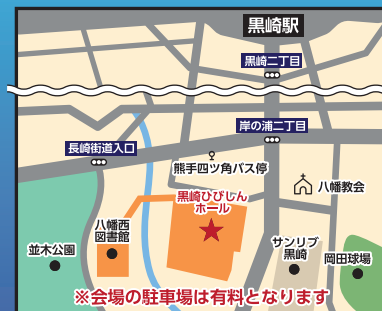 黒崎駅
黒崎二丁目
岸の浦二丁目
長崎街道入口
熊手四ツ角バス停
八幡教会
黒崎ひびしん
ホール
八幡西
図書館
並木公園
サンリブ
黒崎
岡田球場
※会場の駐車場は有料となります